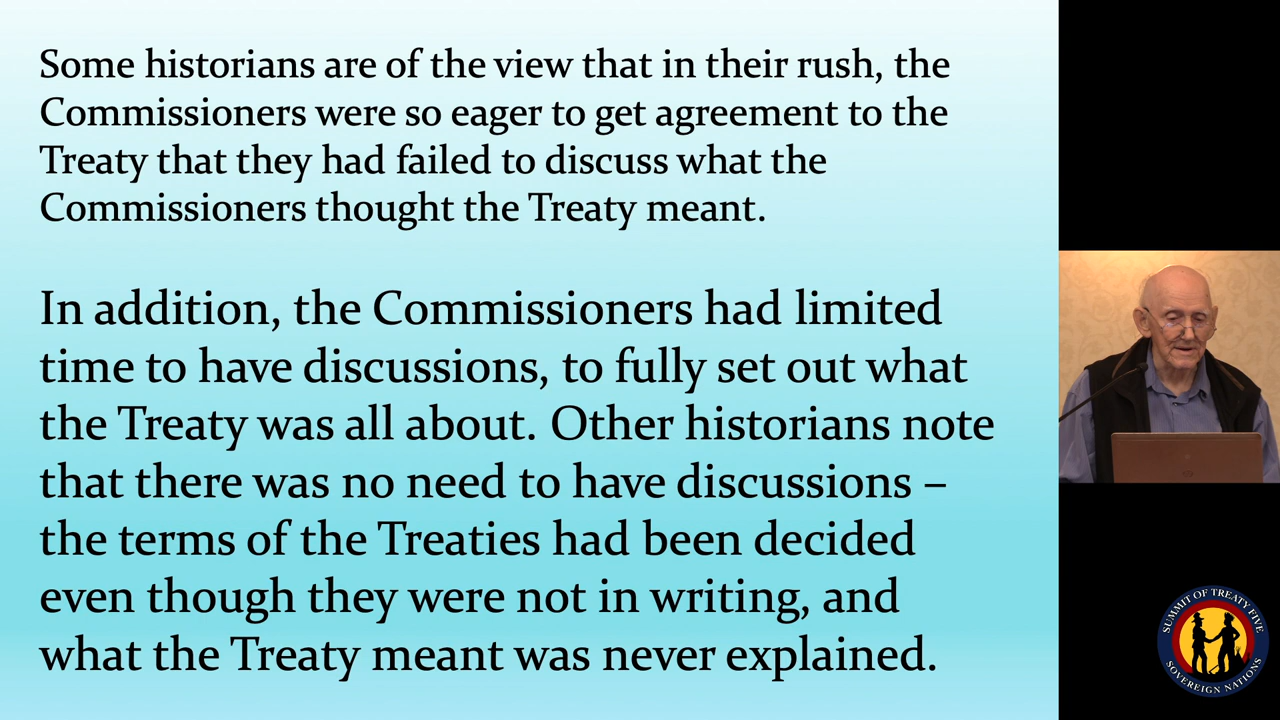 Some historians are of the view that in their rush, the
Commissioners were so eager to get agreement to the
Treaty that they had failed to discuss what the
Commissioners thought the Treaty meant.
In addition, the Commissioners had limited
time to have discussions, to fully set out what
the Treaty was all about. Other historians note
that there was no need to have discussions –
the terms of the Treaties had been decided
even though they were not in writing, and
what the Treaty meant was never explained.
SUMMIT OF TREATY FIVE
SOVEREIGN NATIONS